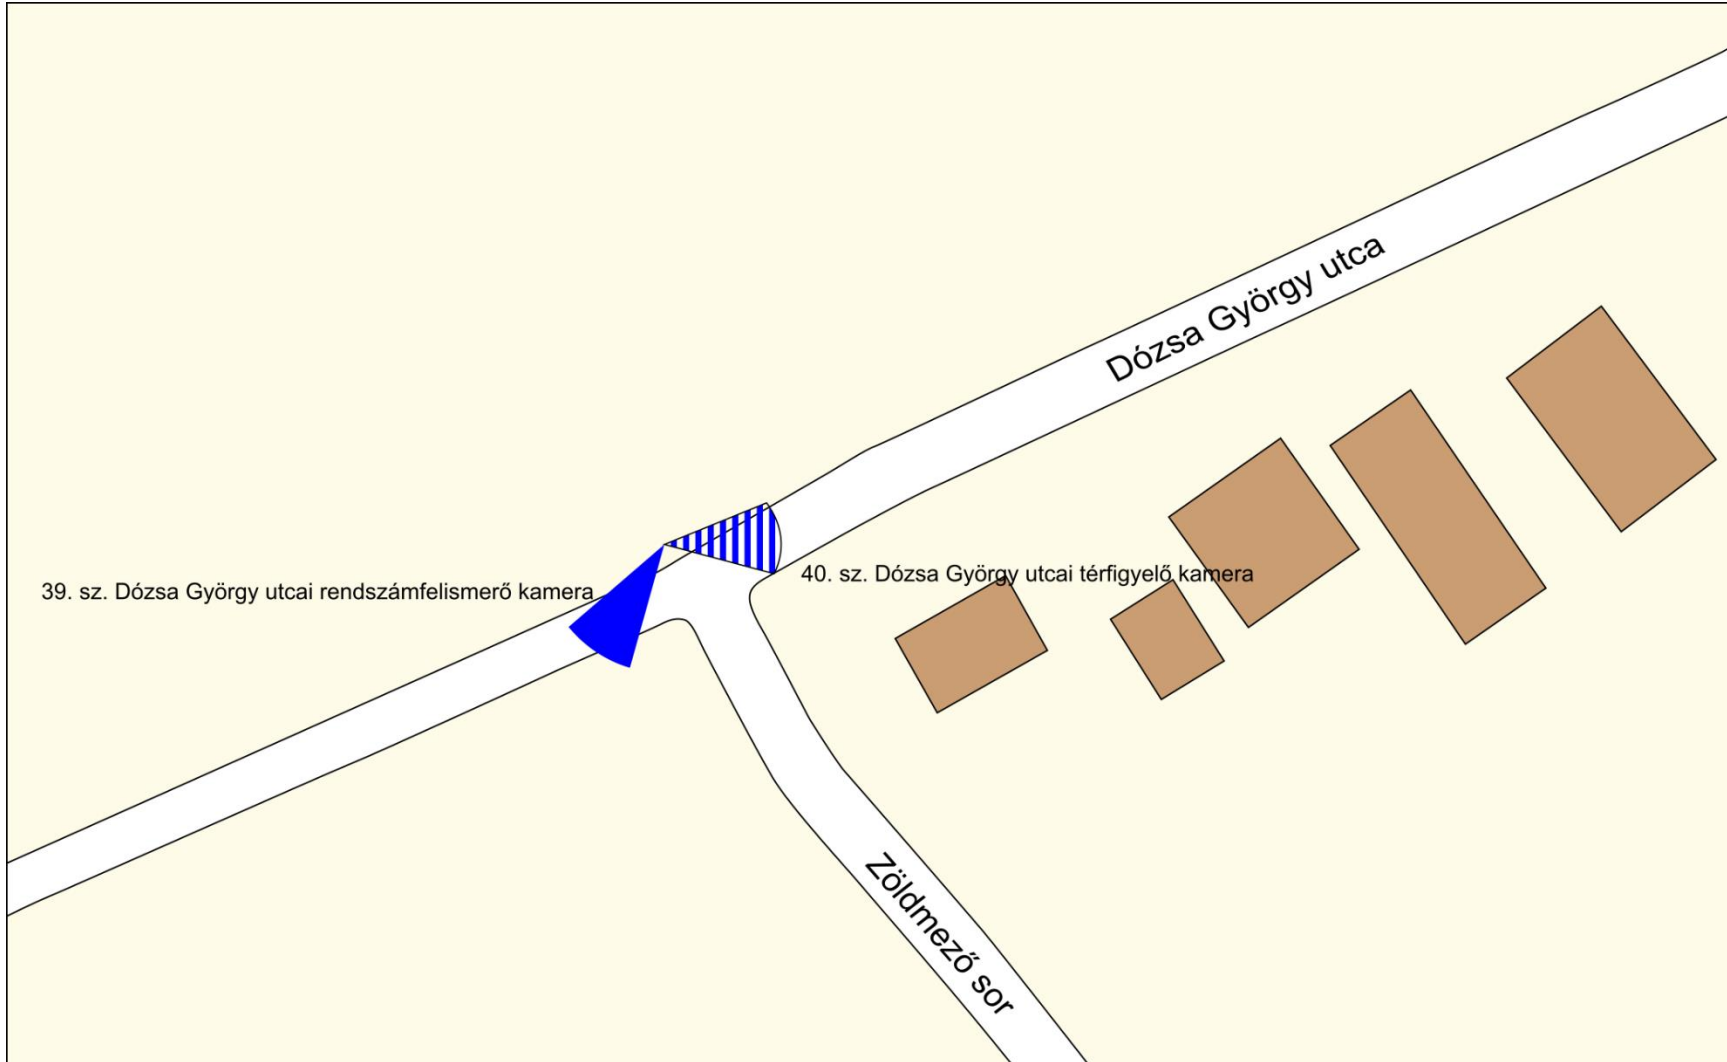 Dózsa György utca
39. sz. Dózsa György utcai rendszámfelismerő kamera
40. sz. Dózsa György utcai térfigyelő kamera
Zöldmező sor